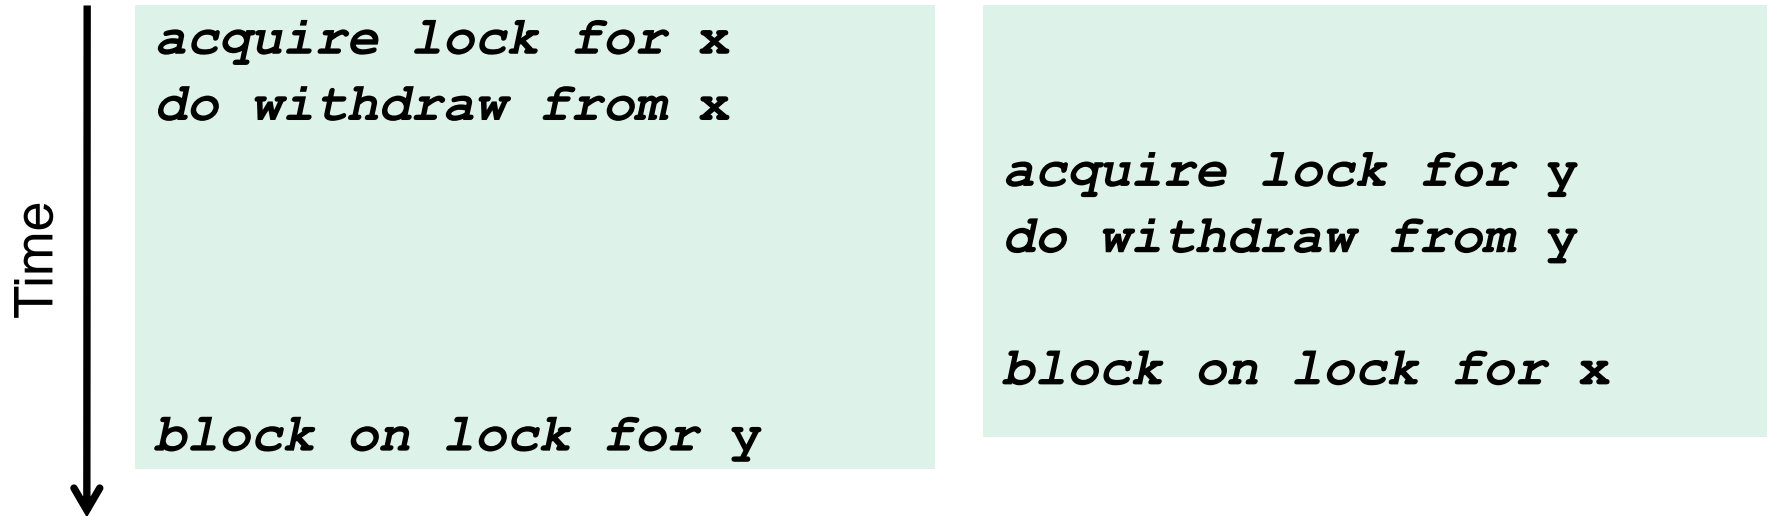 Time
acquire lock for x
do withdraw from x
block on lock for y
acquire lock for y
do withdraw from y
block on lock for x